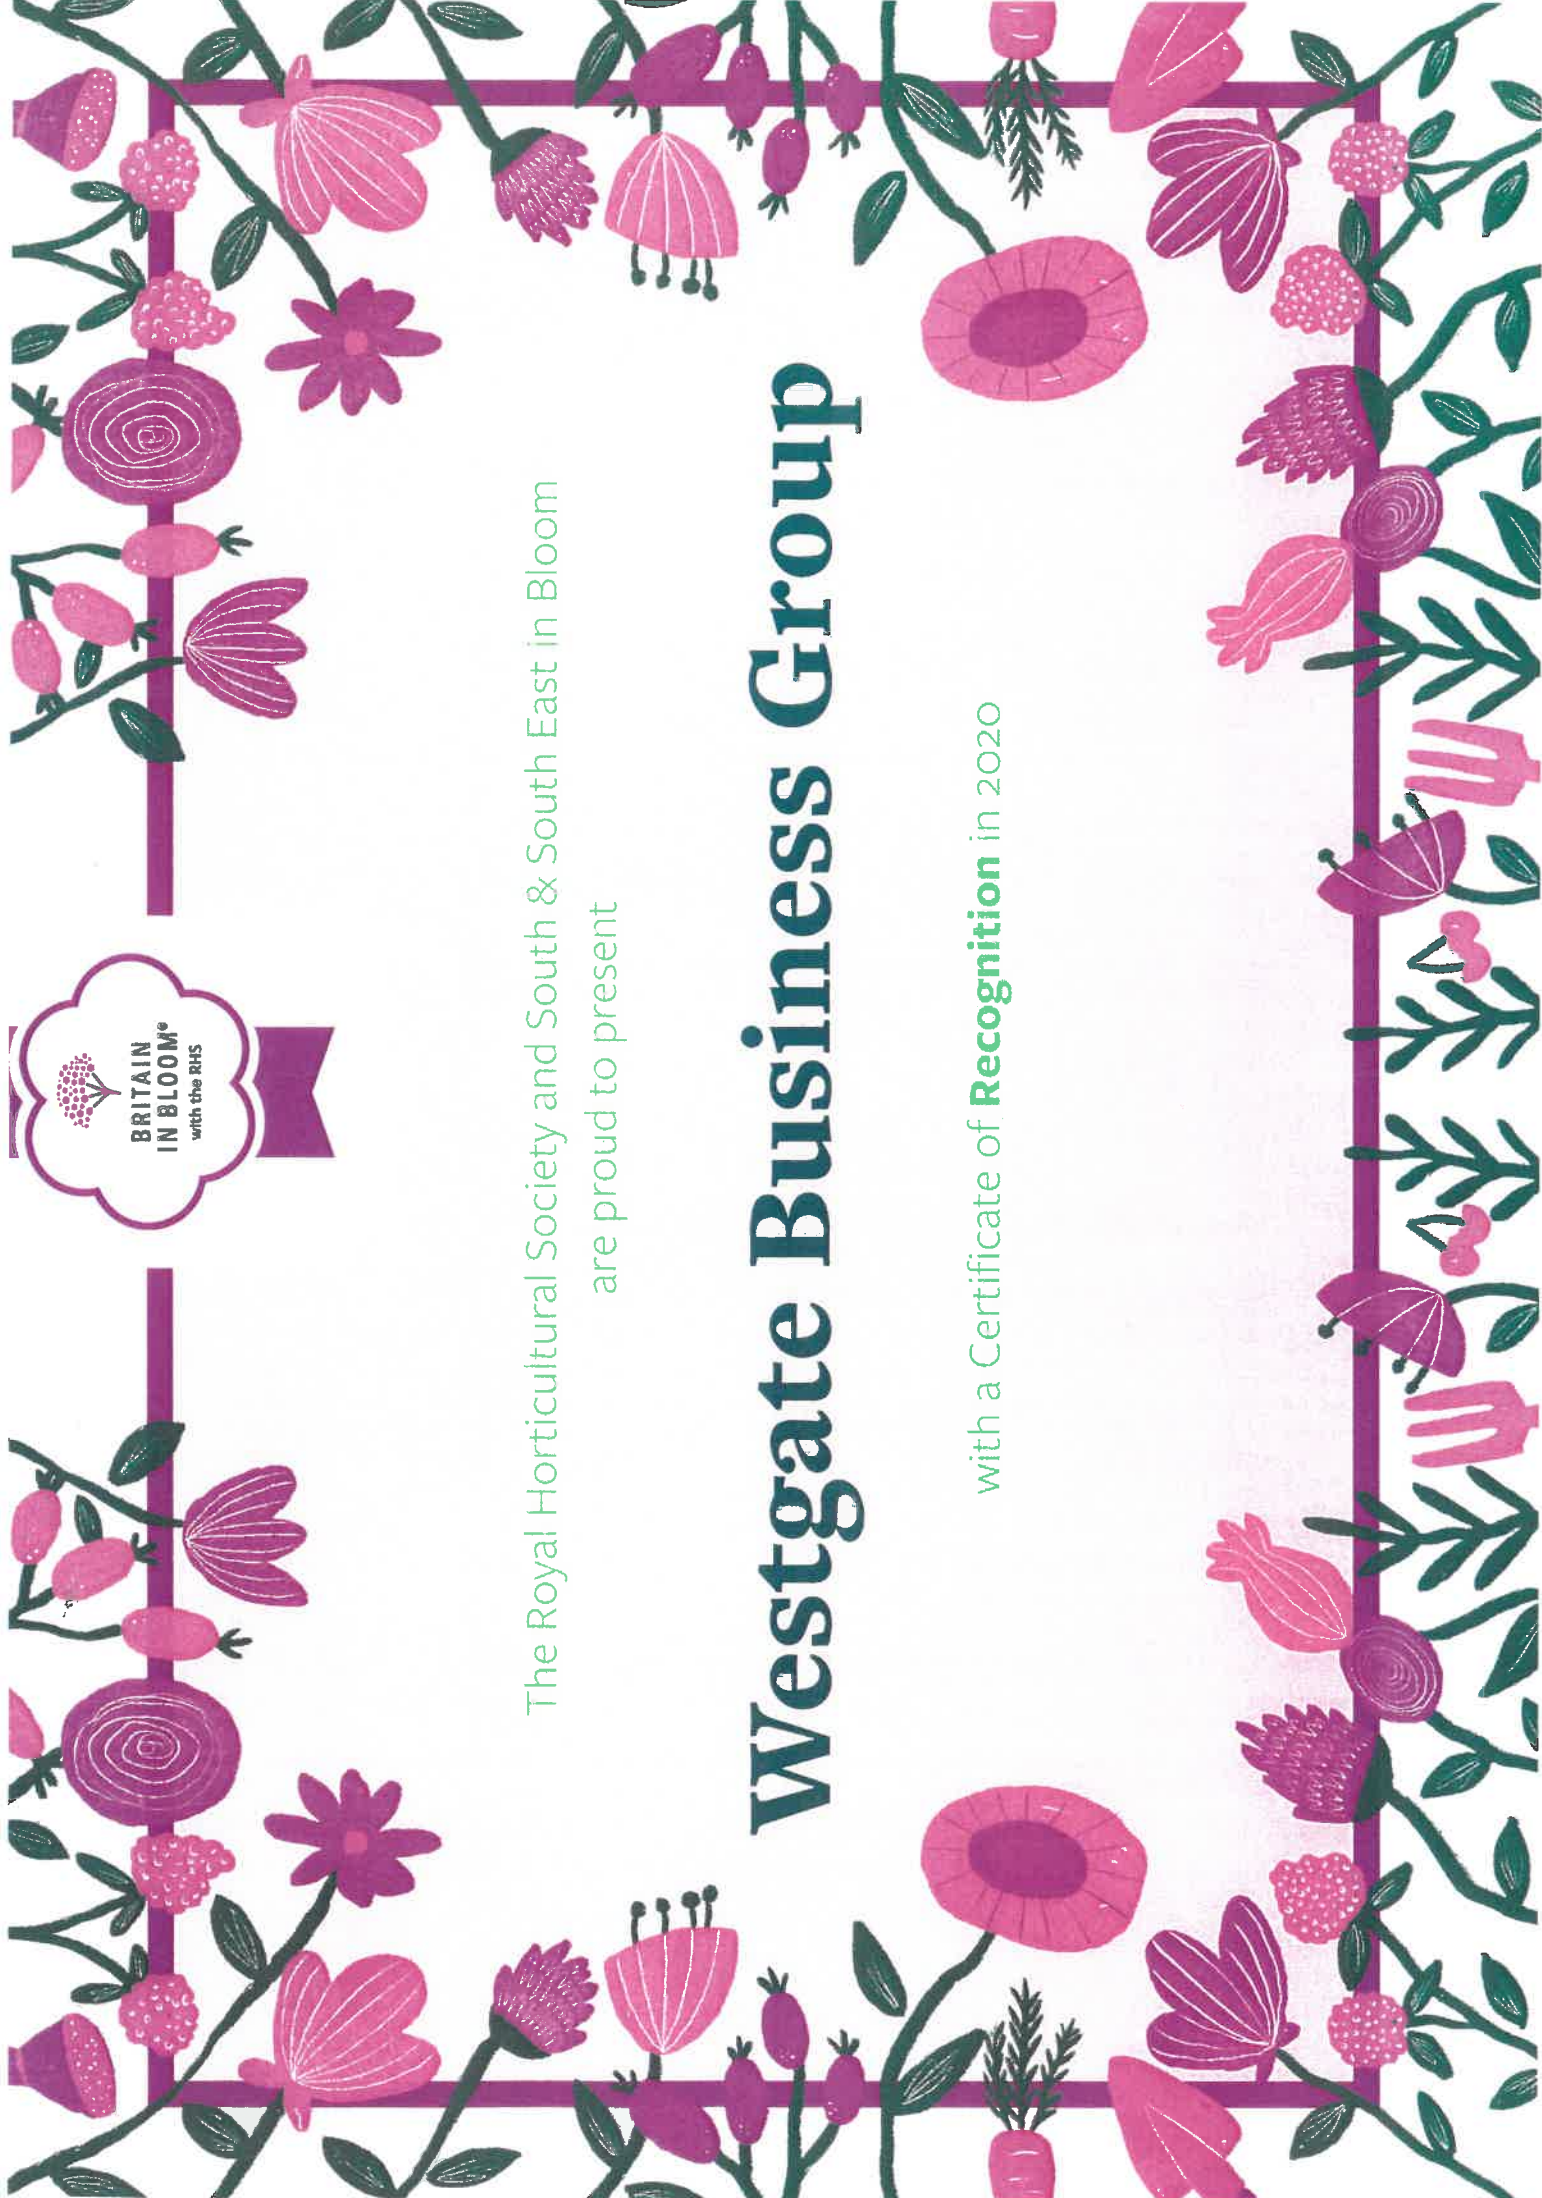 BRITAIN
IN BLOOM®
with the RHS
The Royal Horticultural Society and South & South East in Bloom
are proud to present
Westgate Business Group
with a Certificate of Recognition in 2020